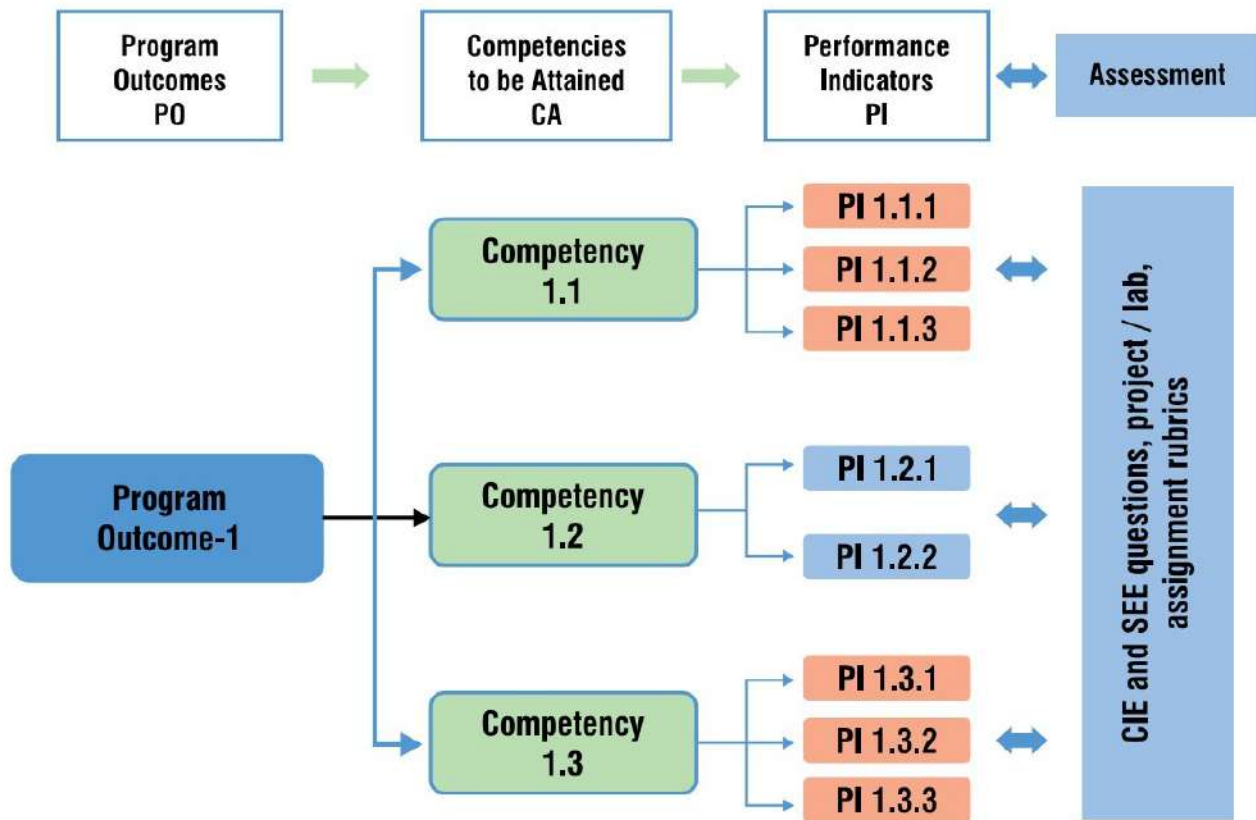 Program
Outcomes
PO
Competencies
to be Attained
CA
Performance
Indicators
PI
Assessment
Program
Outcome-1
Competency
1.1
PI 1.1.1
PI 1.1.2
PI 1.1.3
Competency
1.2
PI 1.2.1
PI 1.2.2
Competency
1.3
PI 1.3.1
PI 1.3.2
PI 1.3.3
CIE and SEE questions, project / lab,
assignment rubrics